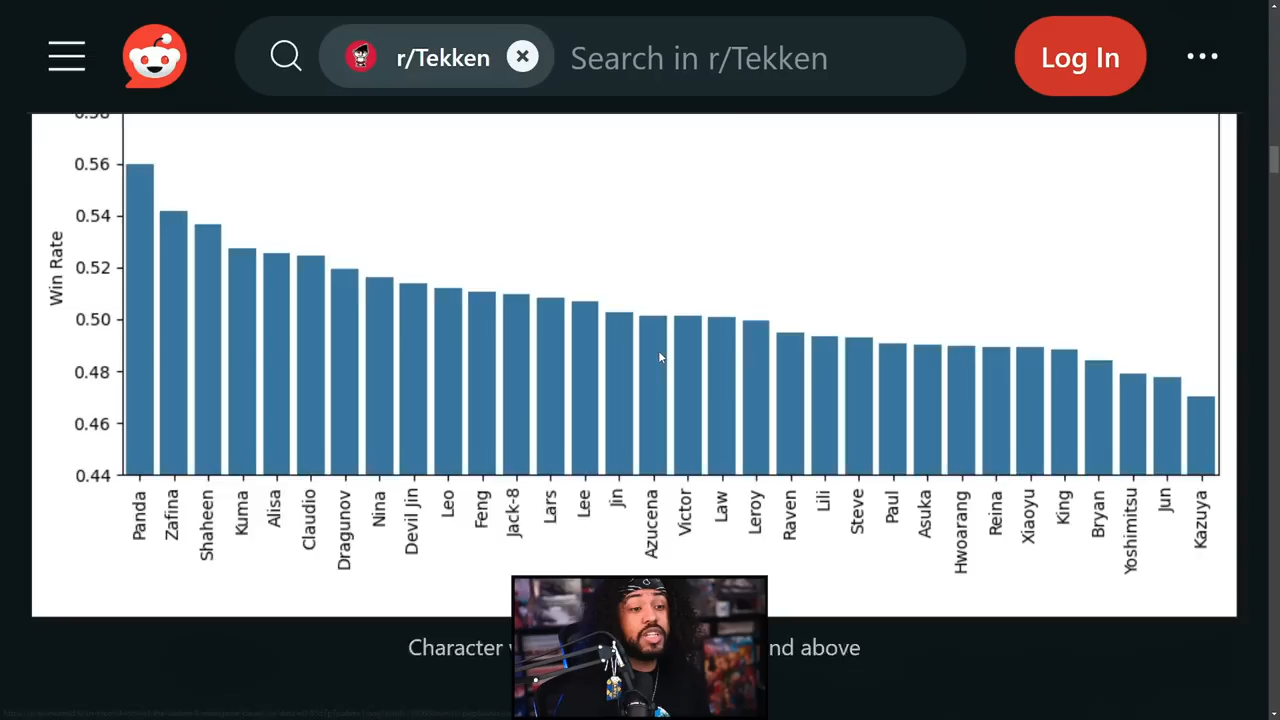 r/Tekken
Search in r/Tekken
Log In
0.58
0.56
0.54
0.52
0.50
0.48
0.46
0.44
Win Rate
Panda
Zafina
Shaheen
Kuma
Alisa
Claudio
Dragunov
Nina
Devil Jin
Leo
Feng
Jack-8
Lars
Lee
Jin
Azucena
Victor
Law
Leroy
Raven
Lili
Steve
Paul
Asuka
Hwoarang
Reina
Xiaoyu
King
Bryan
Yoshimitsu
Jun
Kazuya
Character
nd above